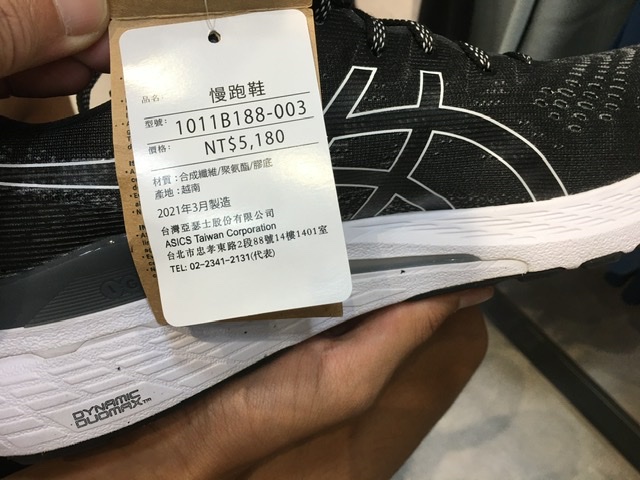 品名: 慢跑鞋
型號: 1011B188-003
價格: NT$5,180
材質:合成纖維/聚氨酯/膠底
產地:越南
2021年3月製造
台灣亞瑟士股份有限公司
ASICS Taiwan Corporation
台北市忠孝東路2段88號14樓1401室
TEL: 02-2341-2131(代表)
DYNAMIC
DUOMAX™